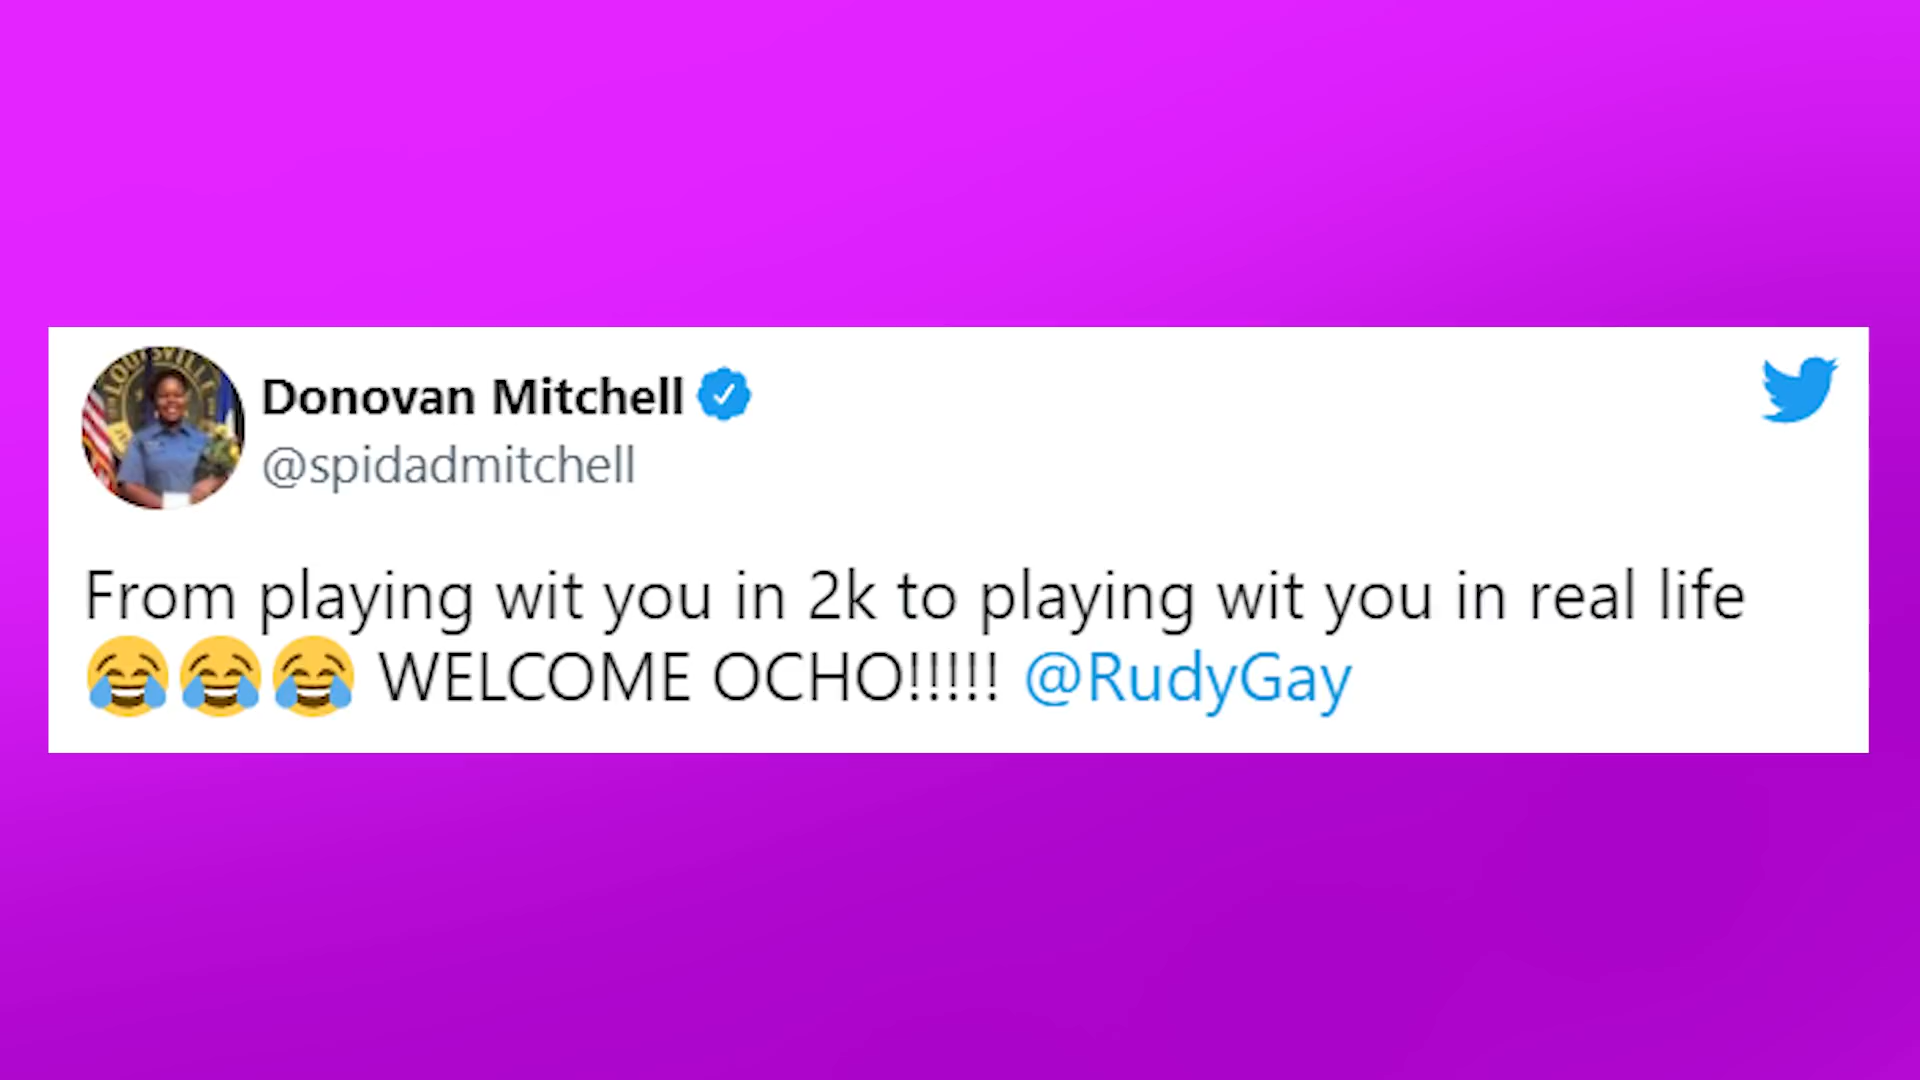 LOUISVILLE
Donovan Mitchell
@spidadmitchell
From playing wit you in 2k to playing wit you in real life
😂😂😂 WELCOME OCHO!!!!! @RudyGay